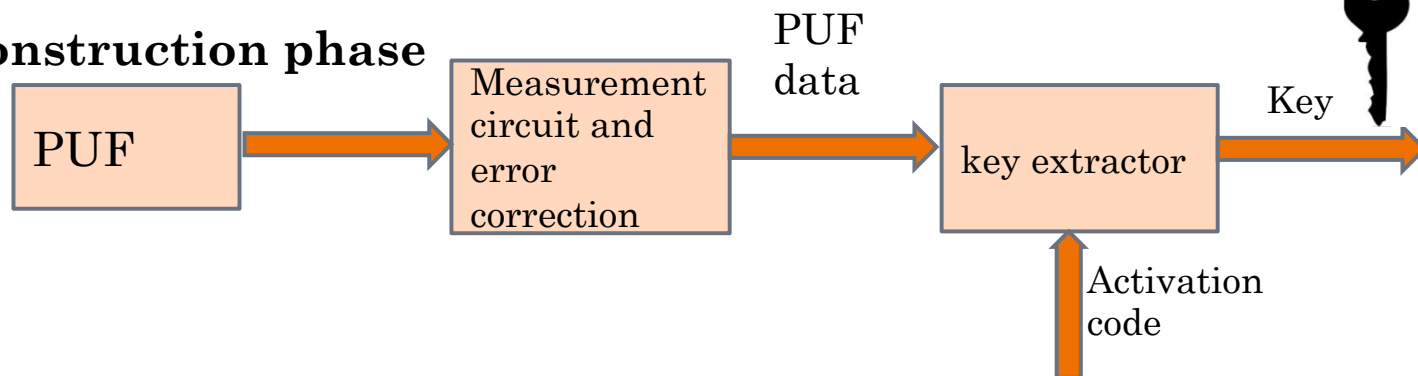 onstruction phase
PUF
Measurement
circuit and
error
correction
PUF
data
key extractor
Key
Activation
code